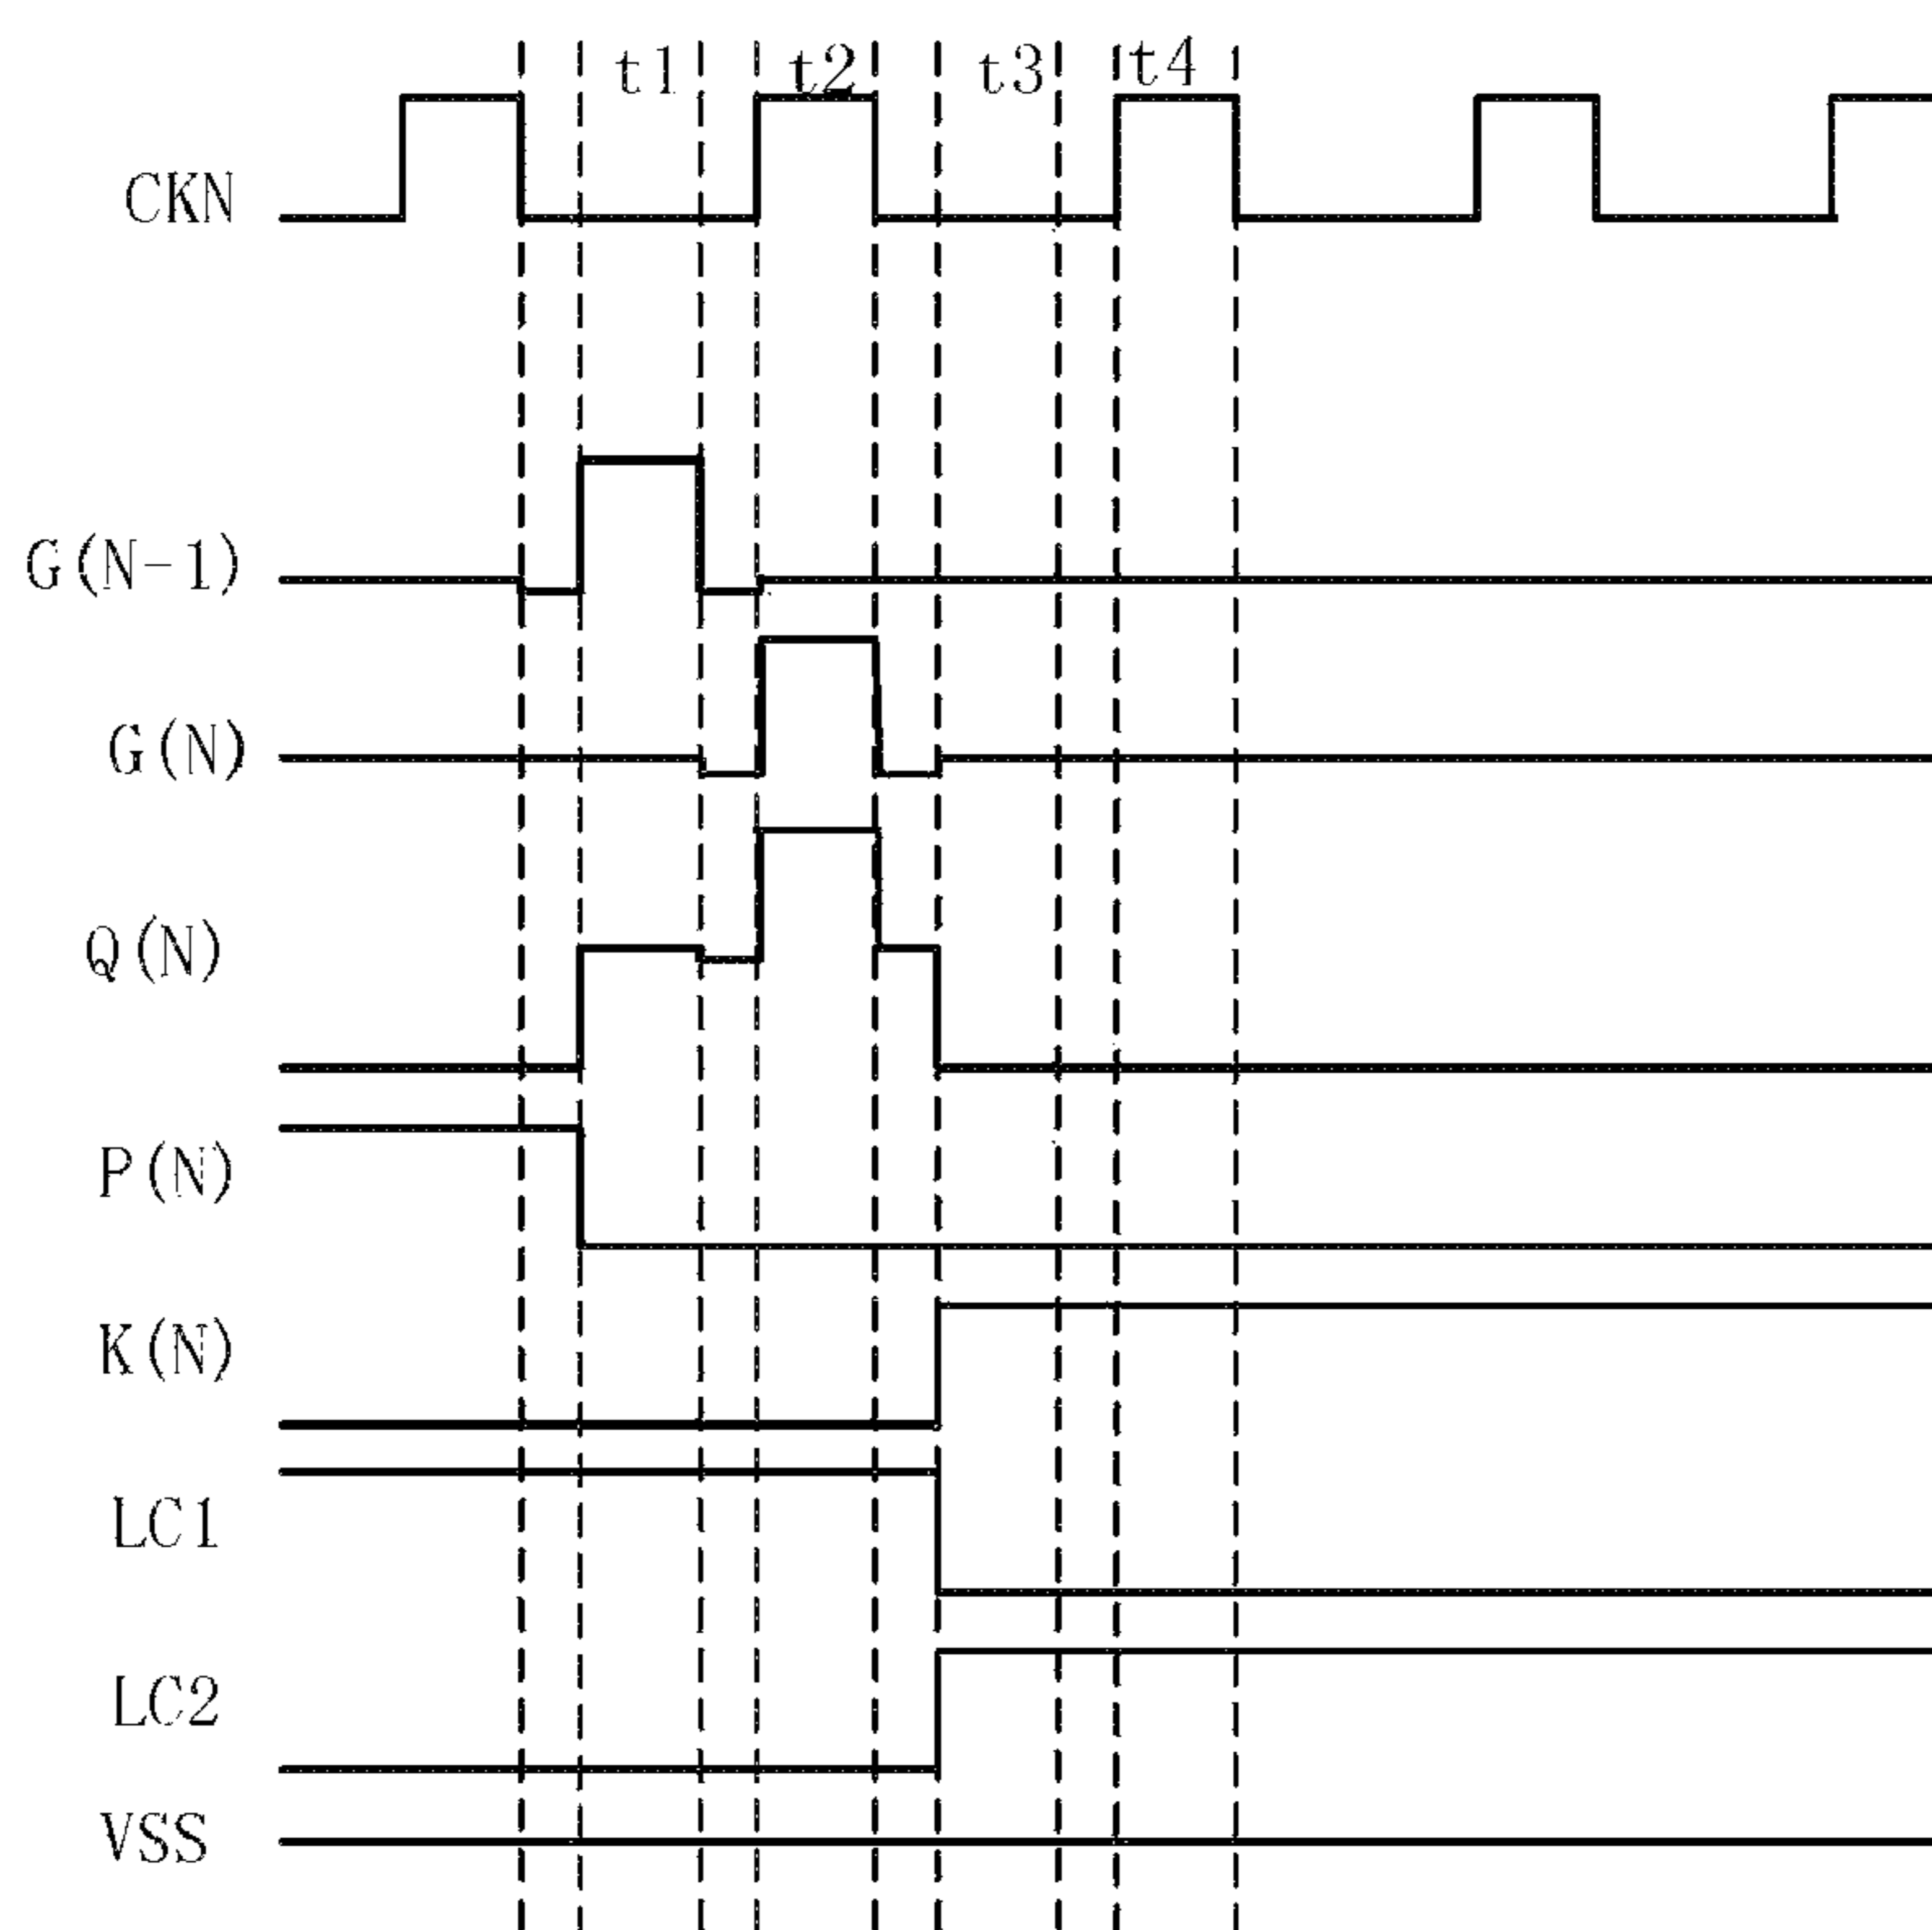 t1 t2 t3 t4
CKN
G(N-1)
G(N)
Q(N)
P(N)
K(N)
LC1
LC2
VSS